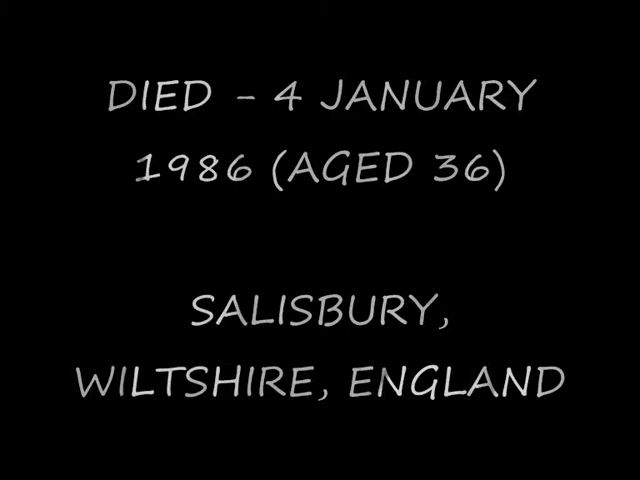 DIED - 4 JANUARY
1986 (AGED 36)
SALISBURY,
WILTSHIRE, ENGLAND